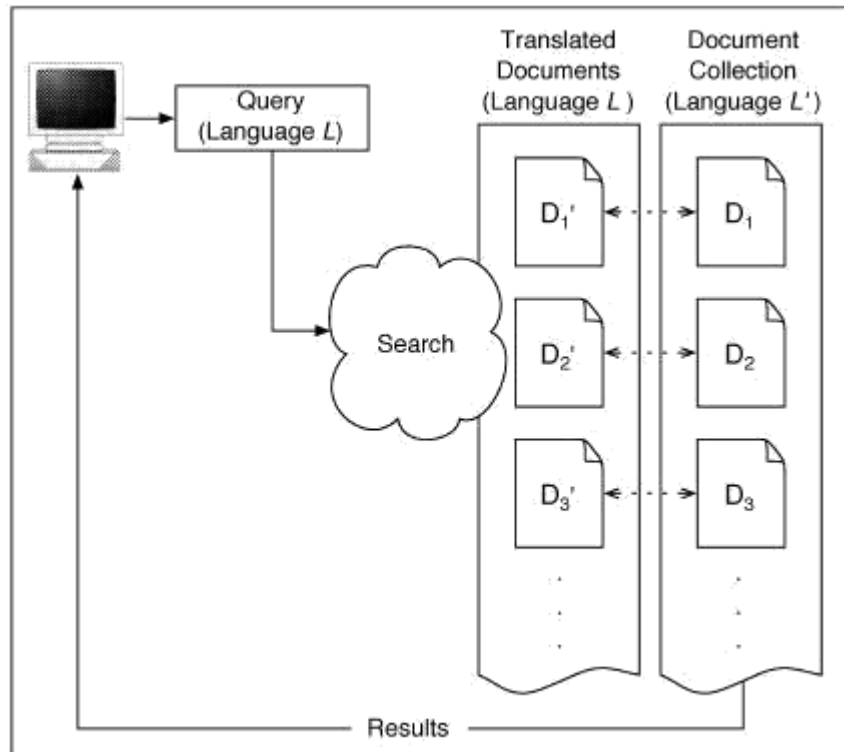 Translated
Documents
(Language L )
Document
Collection
(Language L')
Query
(Language L)
D₁'
D₁
Search
D₂'
D₂
D₃'
D₃
Results